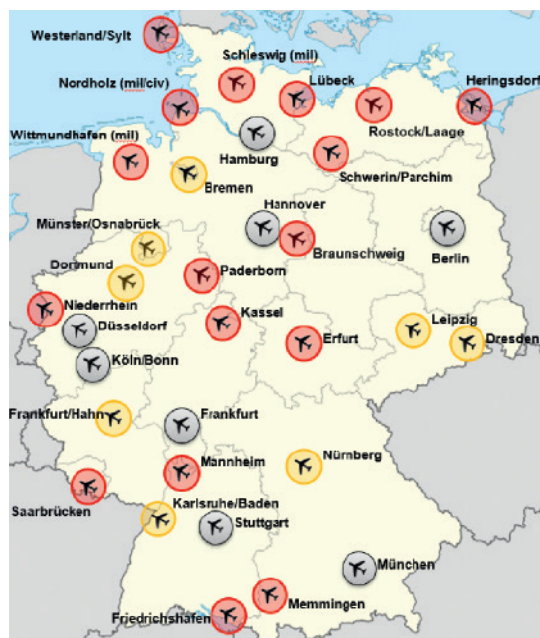 Westerland/Sylt
Schleswig (mil)
Nordholz (mil/civ)
Lübeck
Heringsdorf
Rostock/Laage
Wittmundhafen (mil)
Hamburg
Schwerin/Parchim
Bremen
Hannover
Münster/Osnabrück
Braunschweig
Berlin
Dortmund
Paderborn
Niederrhein
Kassel
Leipzig
Düsseldorf
Erfurt
Dresden
Köln/Bonn
Frankfurt/Hahn
Frankfurt
Nürnberg
Mannheim
Saarbrücken
Karlsruhe/Baden
Stuttgart
München
Memmingen
Friedrichshafen